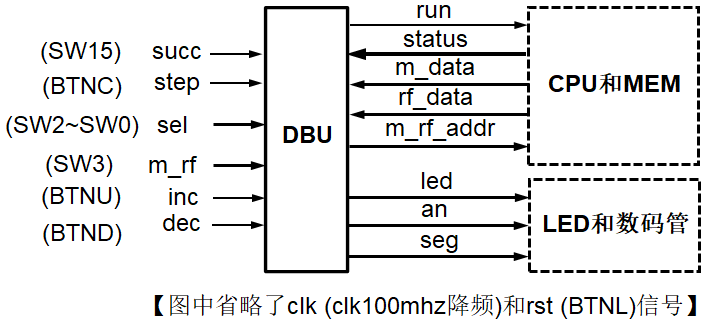 run
(SW15) succ status
(BTNC) step m_data
(SW2~SW0) sel rf_data
DBU
CPU和MEM
m_rf_addr
(SW3) m_rf
(BTNU) inc led
(BTND) dec an
seg
LED和数码管
【图中省略了clk (clk100mhz降频)和rst (BTNL)信号】